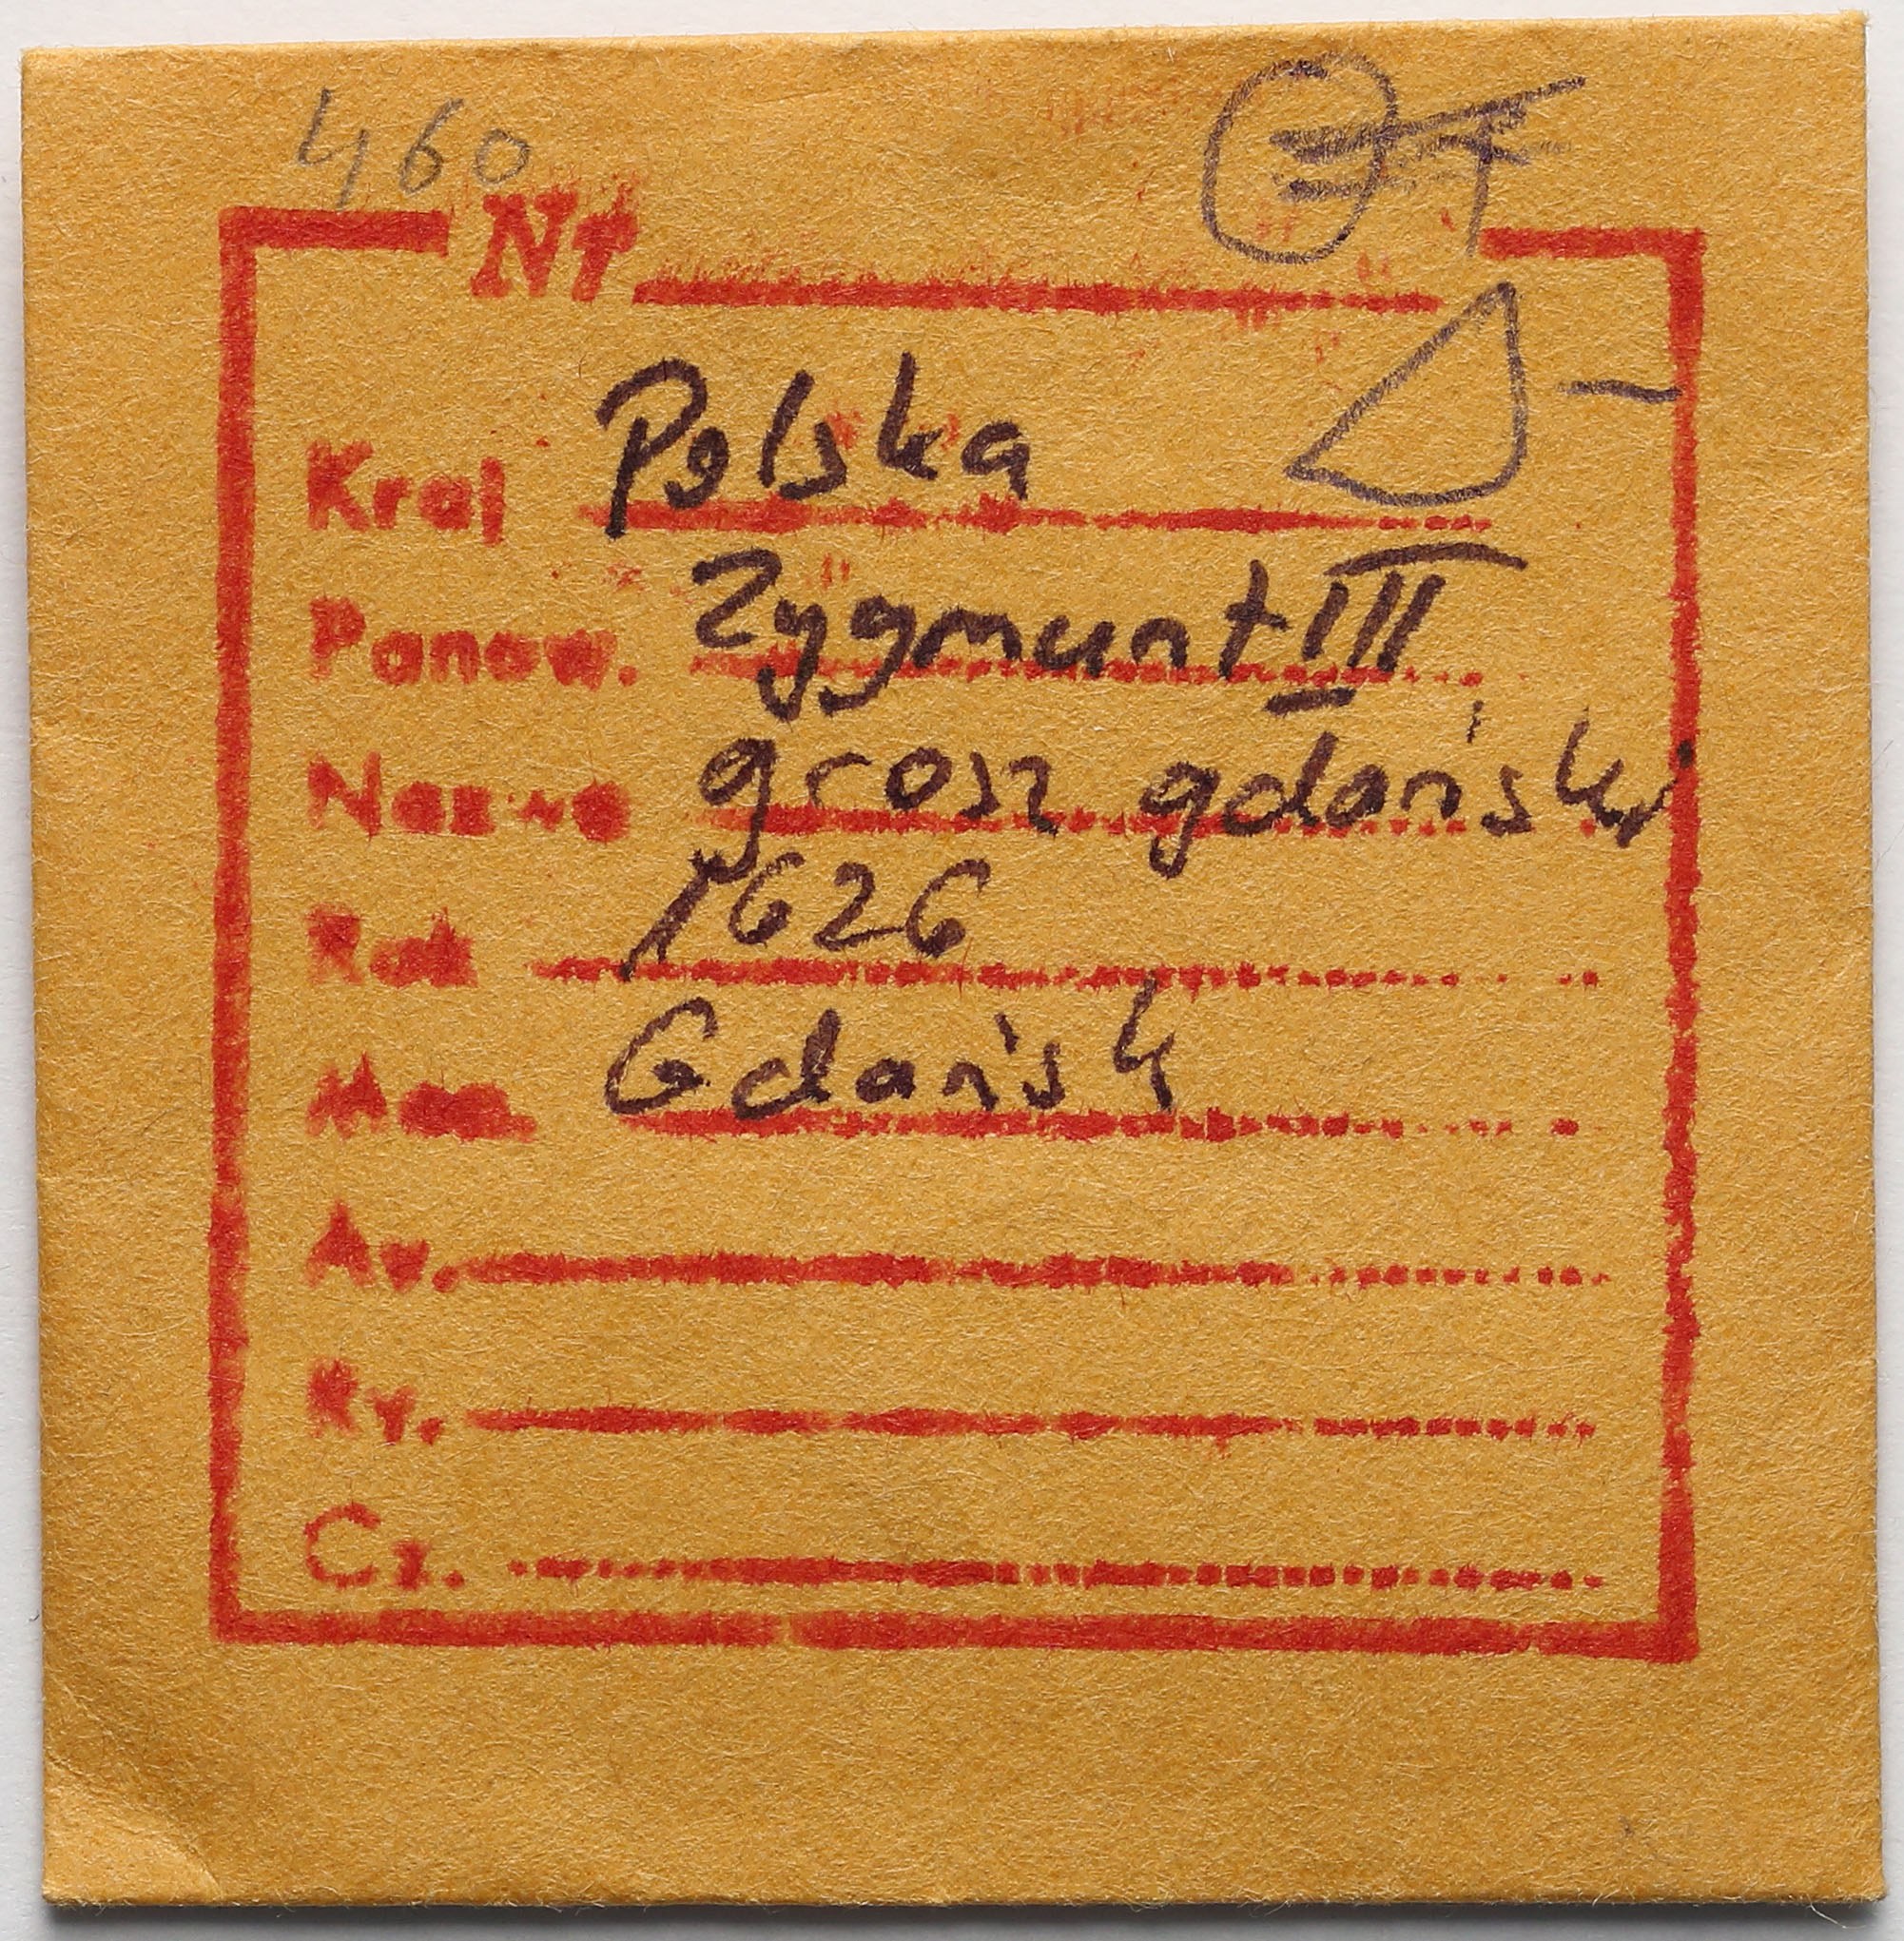 460
Nr
Kraj Polska
Panow. Zygmunt III
Nazwa grosz gdański
Rok 1626
Men. Gdańsk
Av.
Rv.
Cz.